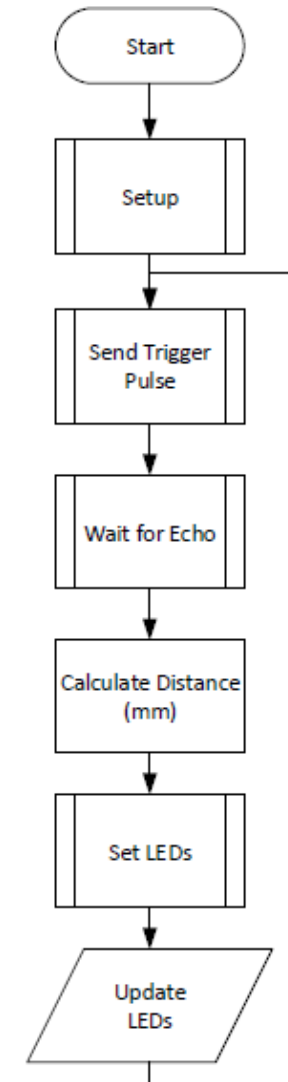 Start
Setup
Send Trigger
Pulse
Wait for Echo
Calculate Distance
(mm)
Set LEDs
Update
LEDs